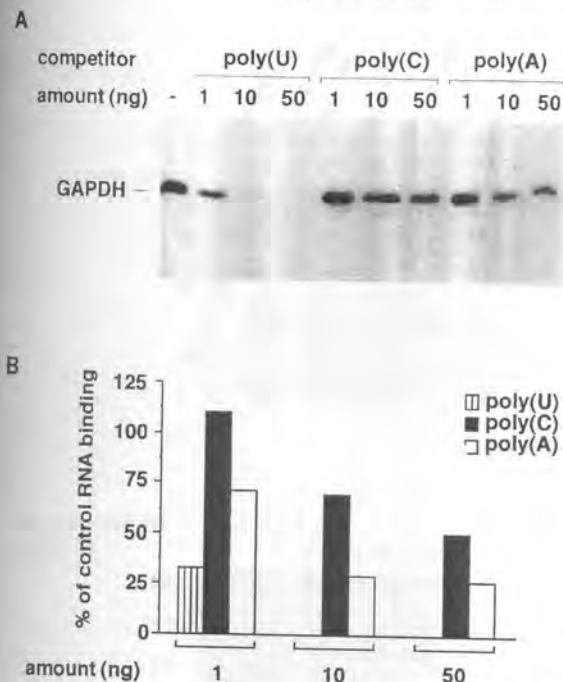 A
competitor poly(U) poly(C) poly(A)
amount (ng) - 1 10 50 1 10 50 1 10 50
GAPDH –
B
% of control RNA binding
125
100
75
50
25
0
poly(U)
poly(C)
poly(A)
amount (ng) 1 10 50